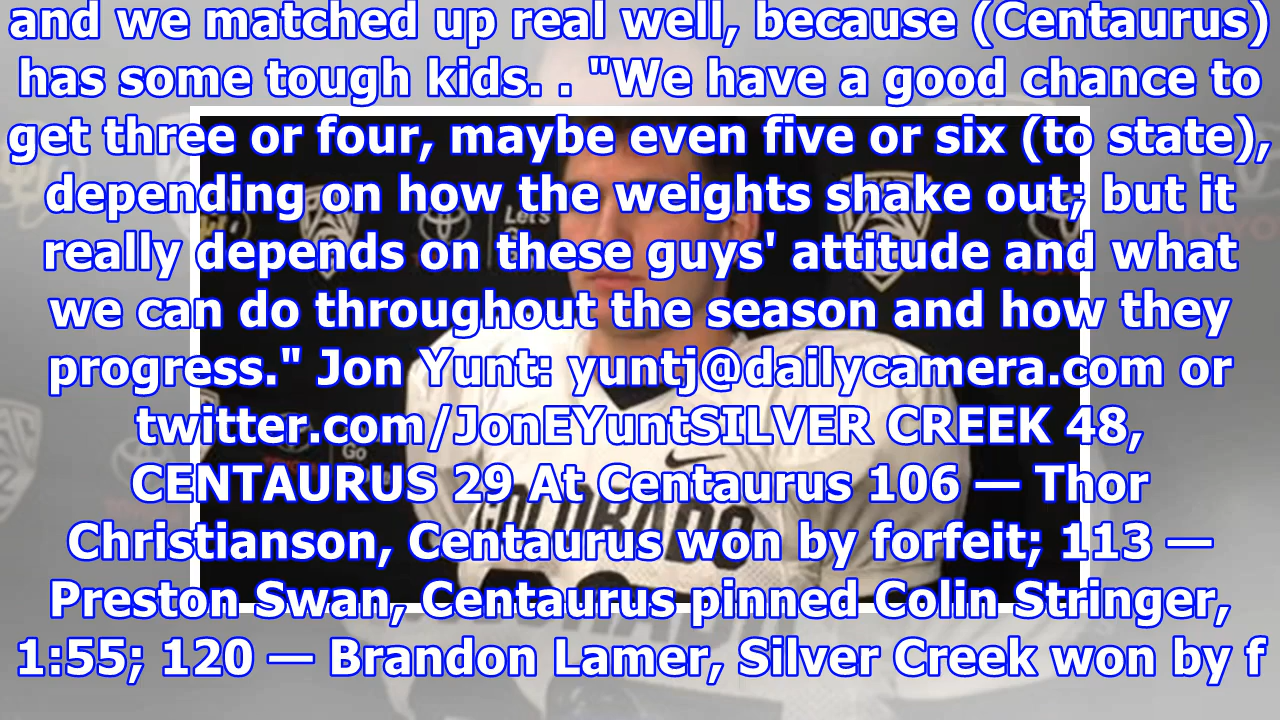 and we matched up real well, because (Centaurus)
has some tough kids. . "We have a good chance to
get three or four, maybe even five or six (to state),
depending on how the weights shake out; but it
really depends on these guys' attitude and what
we can do throughout the season and how they
progress." Jon Yunt: yuntj@dailycamera.com or
twitter.com/JonEYuntSILVER CREEK 48,
CENTAURUS 29 At Centaurus 106 — Thor
Christianson, Centaurus won by forfeit; 113 —
Preston Swan, Centaurus pinned Colin Stringer,
1:55; 120 — Brandon Lamer, Silver Creek won by f
Let's
Go
COLORADO